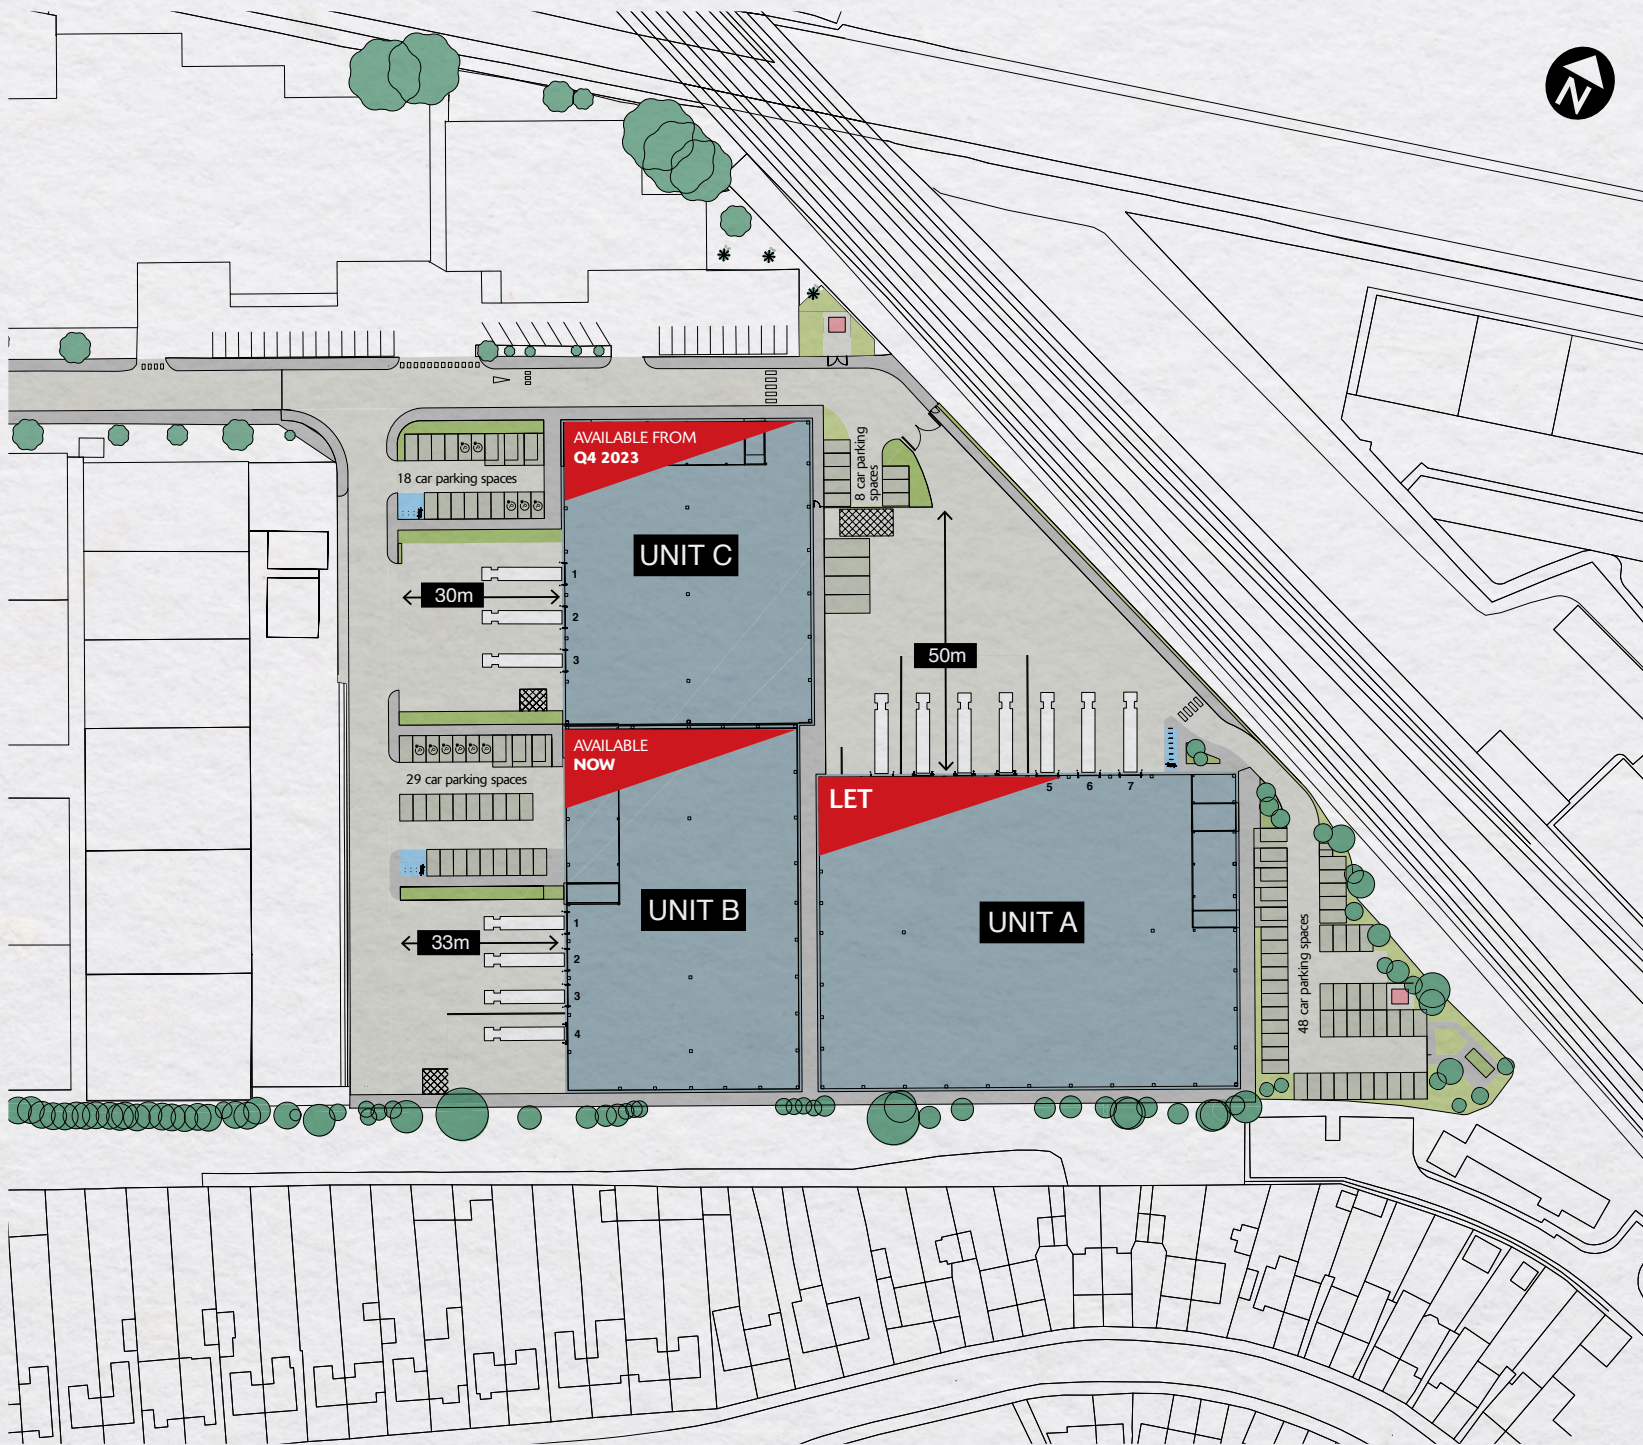 N
AVAILABLE FROM
Q4 2023
18 car parking spaces
8 car parking
spaces
UNIT C
1
30m
2
3
50m
AVAILABLE
NOW
29 car parking spaces
LET
5
6
7
UNIT B
UNIT A
1
33m
2
3
4
48 car parking spaces